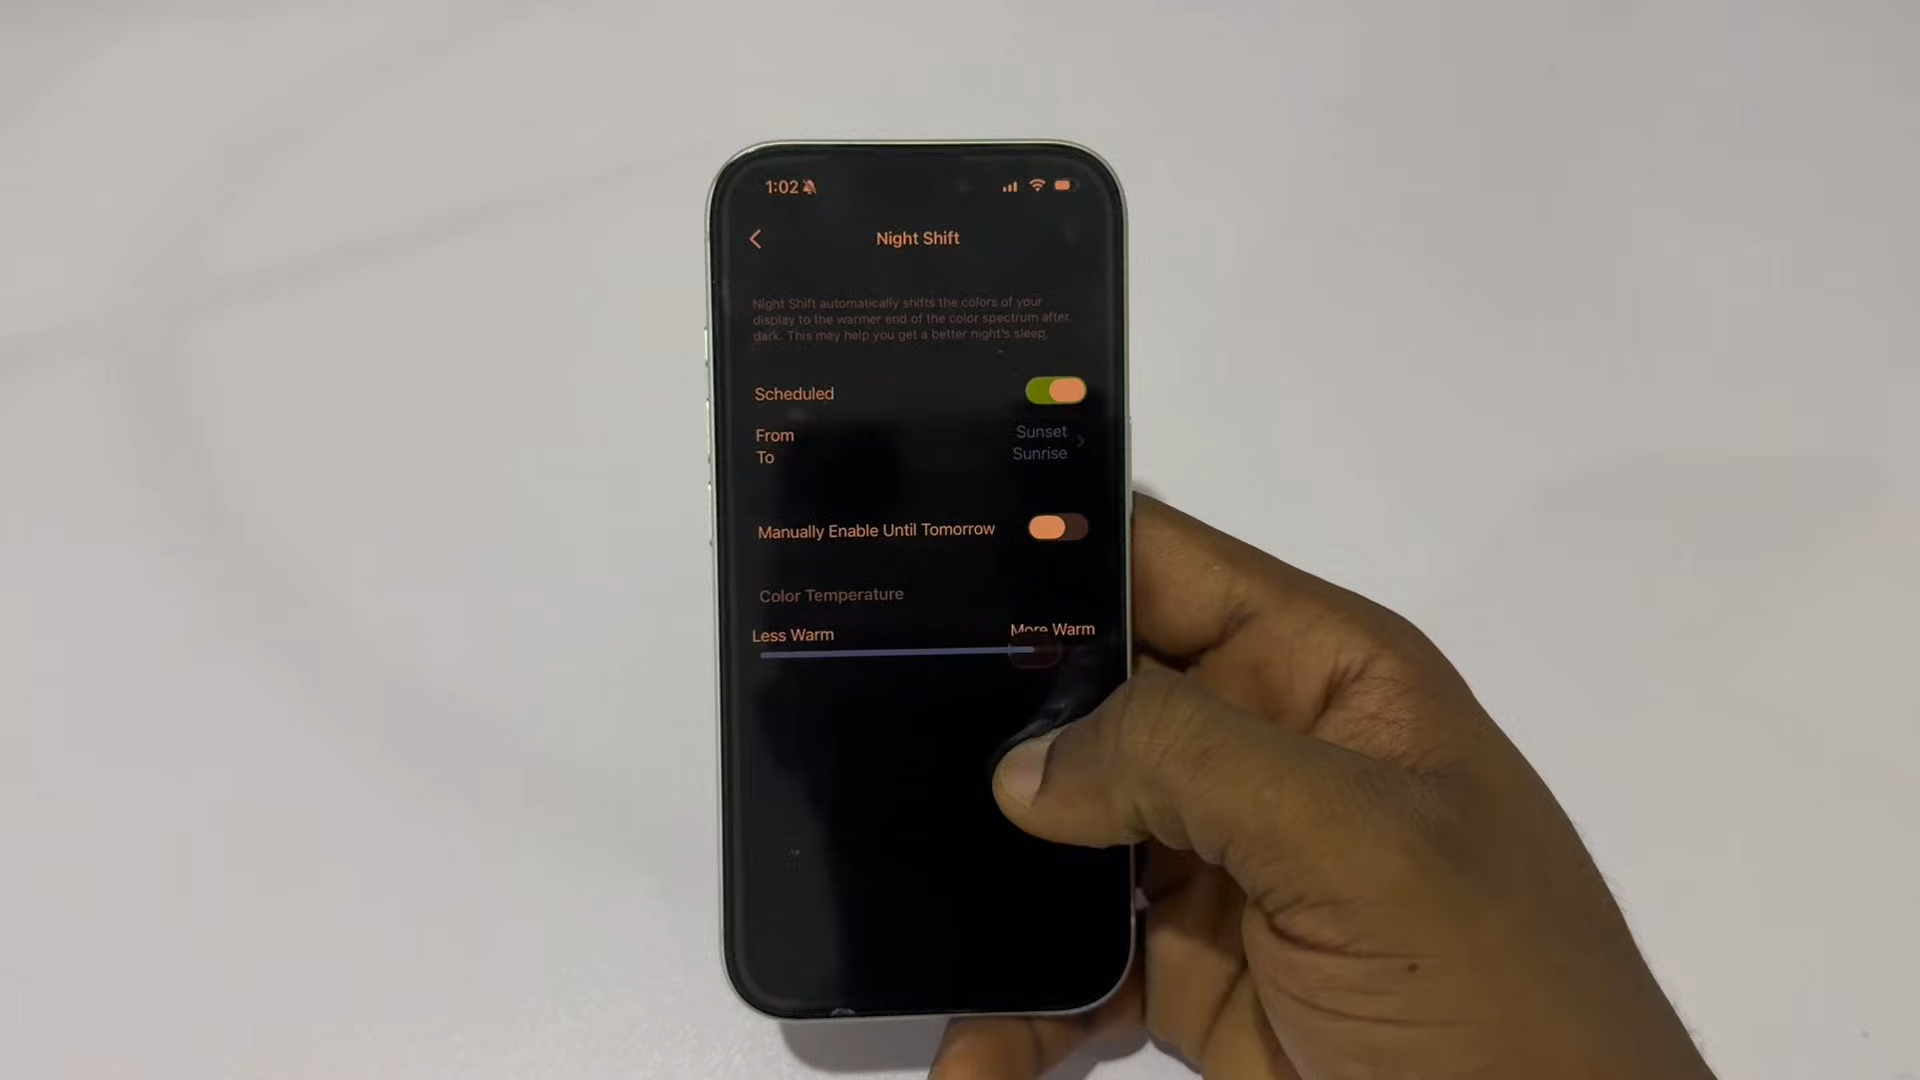 1:02
Night Shift
Night Shift automatically shifts the colors of your
display to the warmer end of the color spectrum after
dark. This may help you get a better night's sleep.
Scheduled
From
Sunset
To
Sunrise
Manually Enable Until Tomorrow
Color Temperature
Less Warm
More Warm